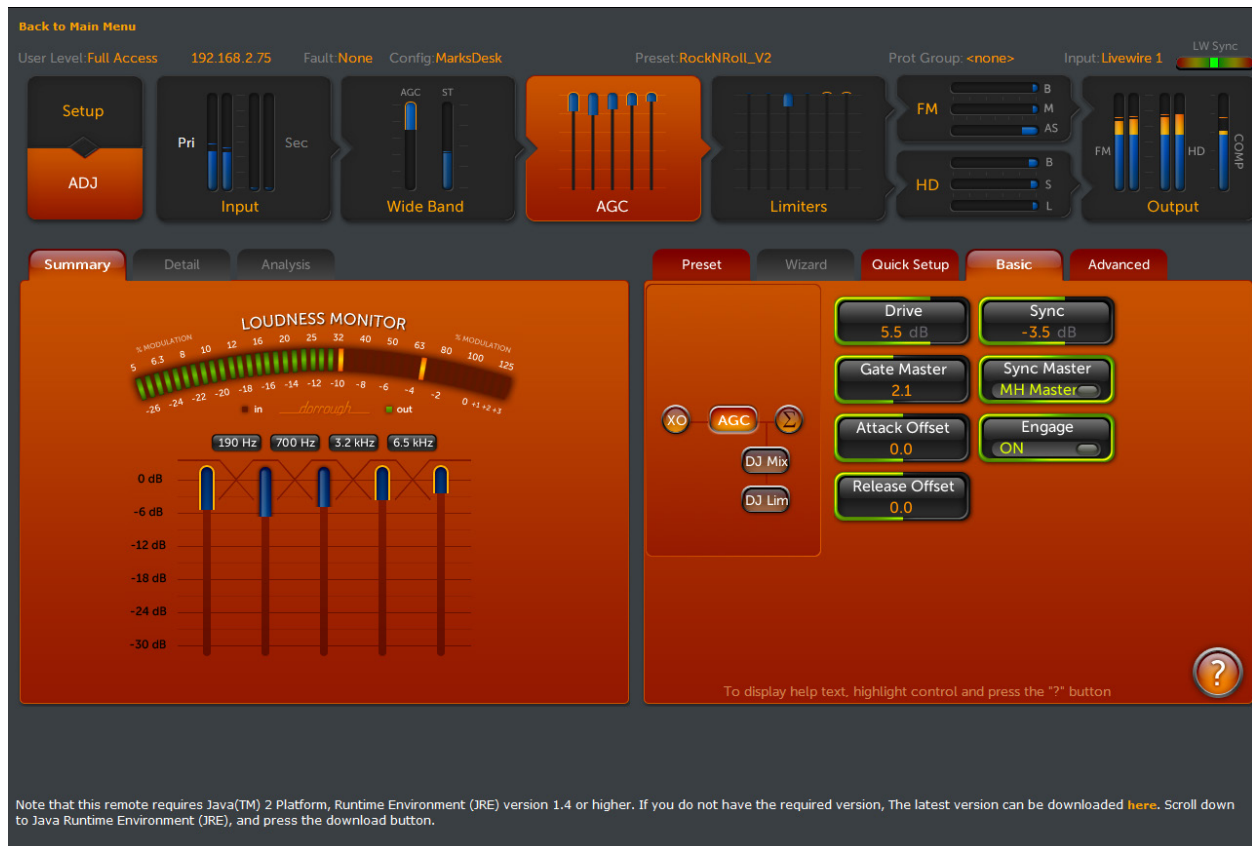 Back to Main Menu
User Level:Full Access 192.168.2.75 Fault:None Config:MarksDesk Preset:RockNRoll_V2 Prot Group:<none> Input:Livewire 1 LW Sync
Setup
ADJ
Pri Sec
Input
AGC ST
Wide Band
AGC
Limiters
FM B M AS
HD B S L
FM HD COMP
Output
Summary Detail Analysis
LOUDNESS MONITOR
% MODULATION % MODULATION
5 6.3 8 10 12 16 20 25 32 40 50 63 80 100 125
-26 -24 -22 -20 -18 -16 -14 -12 -10 -8 -6 -4 -2 0 +1 +2 +3
in dorrough out
190 Hz 700 Hz 3.2 kHz 6.5 kHz
0 dB
-6 dB
-12 dB
-18 dB
-24 dB
-30 dB
Preset Wizard Quick Setup Basic Advanced
XO AGC Σ
DJ Mix
DJ Lim
Drive
5.5 dB
Sync
-3.5 dB
Gate Master
2.1
Sync Master
MH Master
Attack Offset
0.0
Engage
ON
Release Offset
0.0
?
To display help text, highlight control and press the "?" button
Note that this remote requires Java(TM) 2 Platform, Runtime Environment (JRE) version 1.4 or higher. If you do not have the required version, The latest version can be downloaded here. Scroll down
to Java Runtime Environment (JRE), and press the download button.